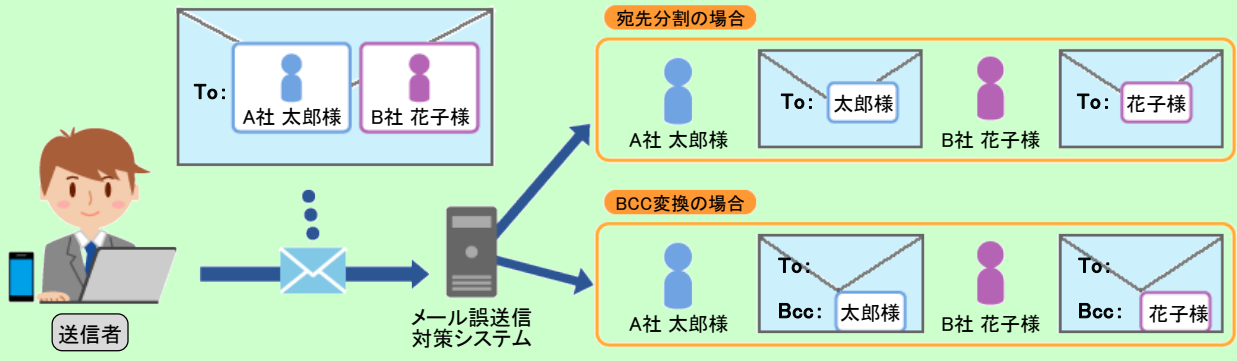 To:
A社 太郎様
B社 花子様
送信者
メール誤送信
対策システム
宛先分割の場合
A社 太郎様
To: 太郎様
B社 花子様
To: 花子様
BCC変換の場合
A社 太郎様
To:
Bcc: 太郎様
B社 花子様
To:
Bcc: 花子様